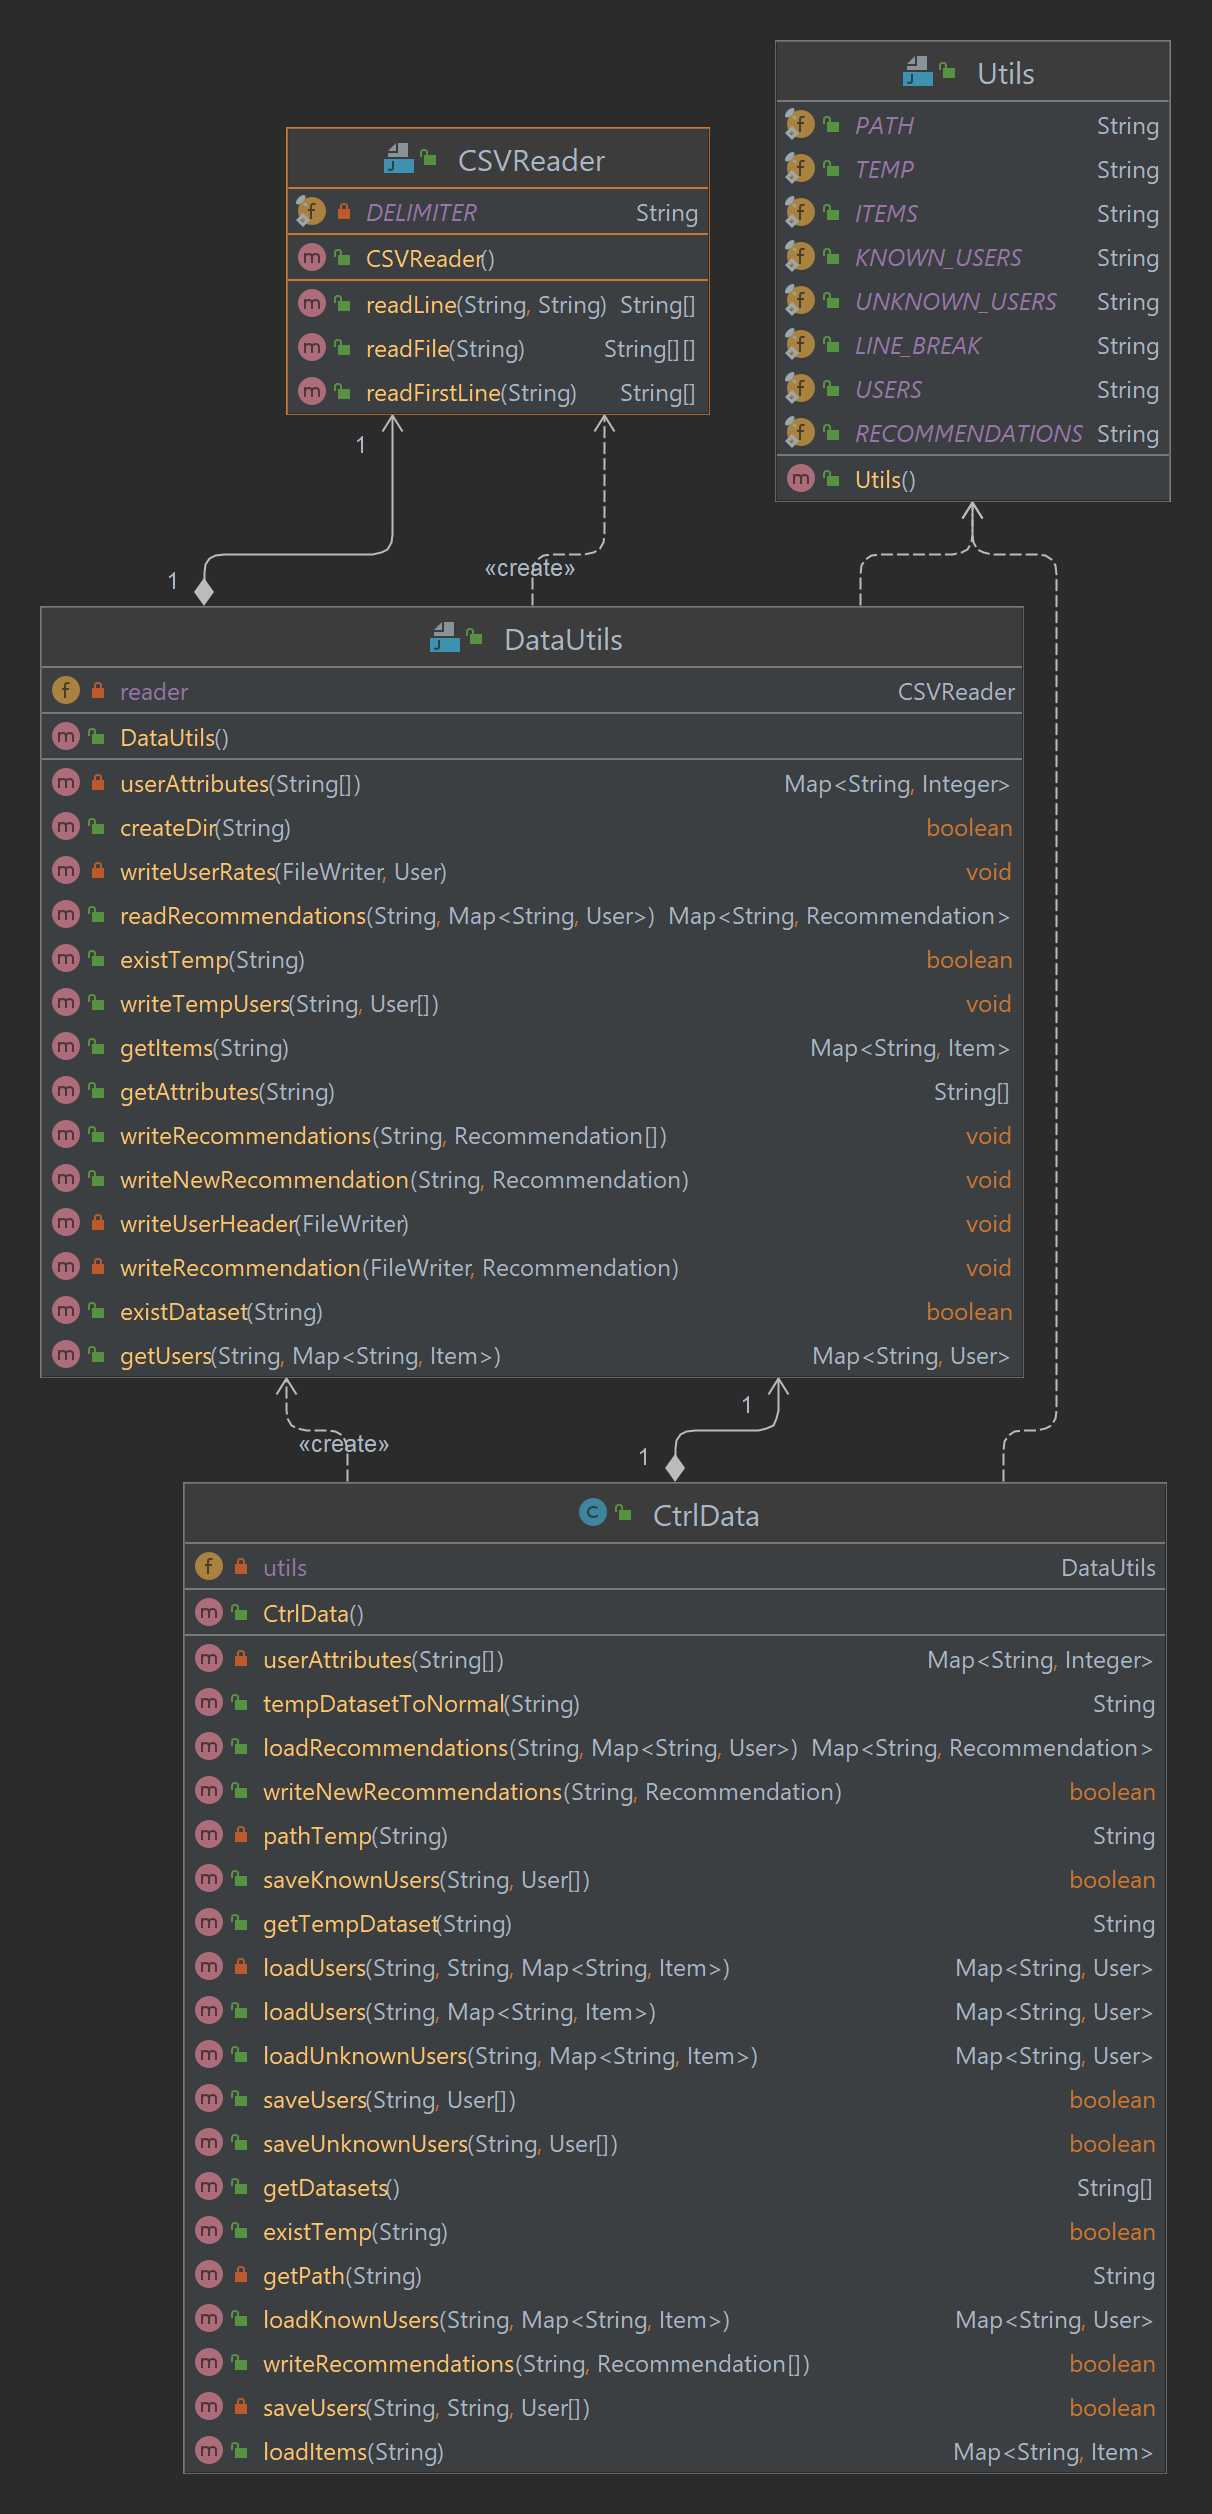 Utils
PATH String
TEMP String
ITEMS String
KNOWN_USERS String
UNKNOWN_USERS String
LINE_BREAK String
USERS String
RECOMMENDATIONS String
Utils()
CSVReader
DELIMITER String
CSVReader()
readLine(String, String) String[]
readFile(String) String[][]
readFirstLine(String) String[]
1
1
«create»
DataUtils
reader CSVReader
DataUtils()
userAttributes(String[]) Map<String, Integer>
createDir(String) boolean
writeUserRates(FileWriter, User) void
readRecommendations(String, Map<String, User>) Map<String, Recommendation>
existTemp(String) boolean
writeTempUsers(String, User[]) void
getItems(String) Map<String, Item>
getAttributes(String) String[]
writeRecommendations(String, Recommendation[]) void
writeNewRecommendation(String, Recommendation) void
writeUserHeader(FileWriter) void
writeRecommendation(FileWriter, Recommendation) void
existDataset(String) boolean
getUsers(String, Map<String, Item>) Map<String, User>
1
«create»
1
CtrlData
utils DataUtils
CtrlData()
userAttributes(String[]) Map<String, Integer>
tempDatasetToNormal(String) String
loadRecommendations(String, Map<String, User>) Map<String, Recommendation>
writeNewRecommendations(String, Recommendation) boolean
pathTemp(String) String
saveKnownUsers(String, User[]) boolean
getTempDataset(String) String
loadUsers(String, String, Map<String, Item>) Map<String, User>
loadUsers(String, Map<String, Item>) Map<String, User>
loadUnknownUsers(String, Map<String, Item>) Map<String, User>
saveUsers(String, User[]) boolean
saveUnknownUsers(String, User[]) boolean
getDatasets() String[]
existTemp(String) boolean
getPath(String) String
loadKnownUsers(String, Map<String, Item>) Map<String, User>
writeRecommendations(String, Recommendation[]) boolean
saveUsers(String, String, User[]) boolean
loadItems(String) Map<String, Item>